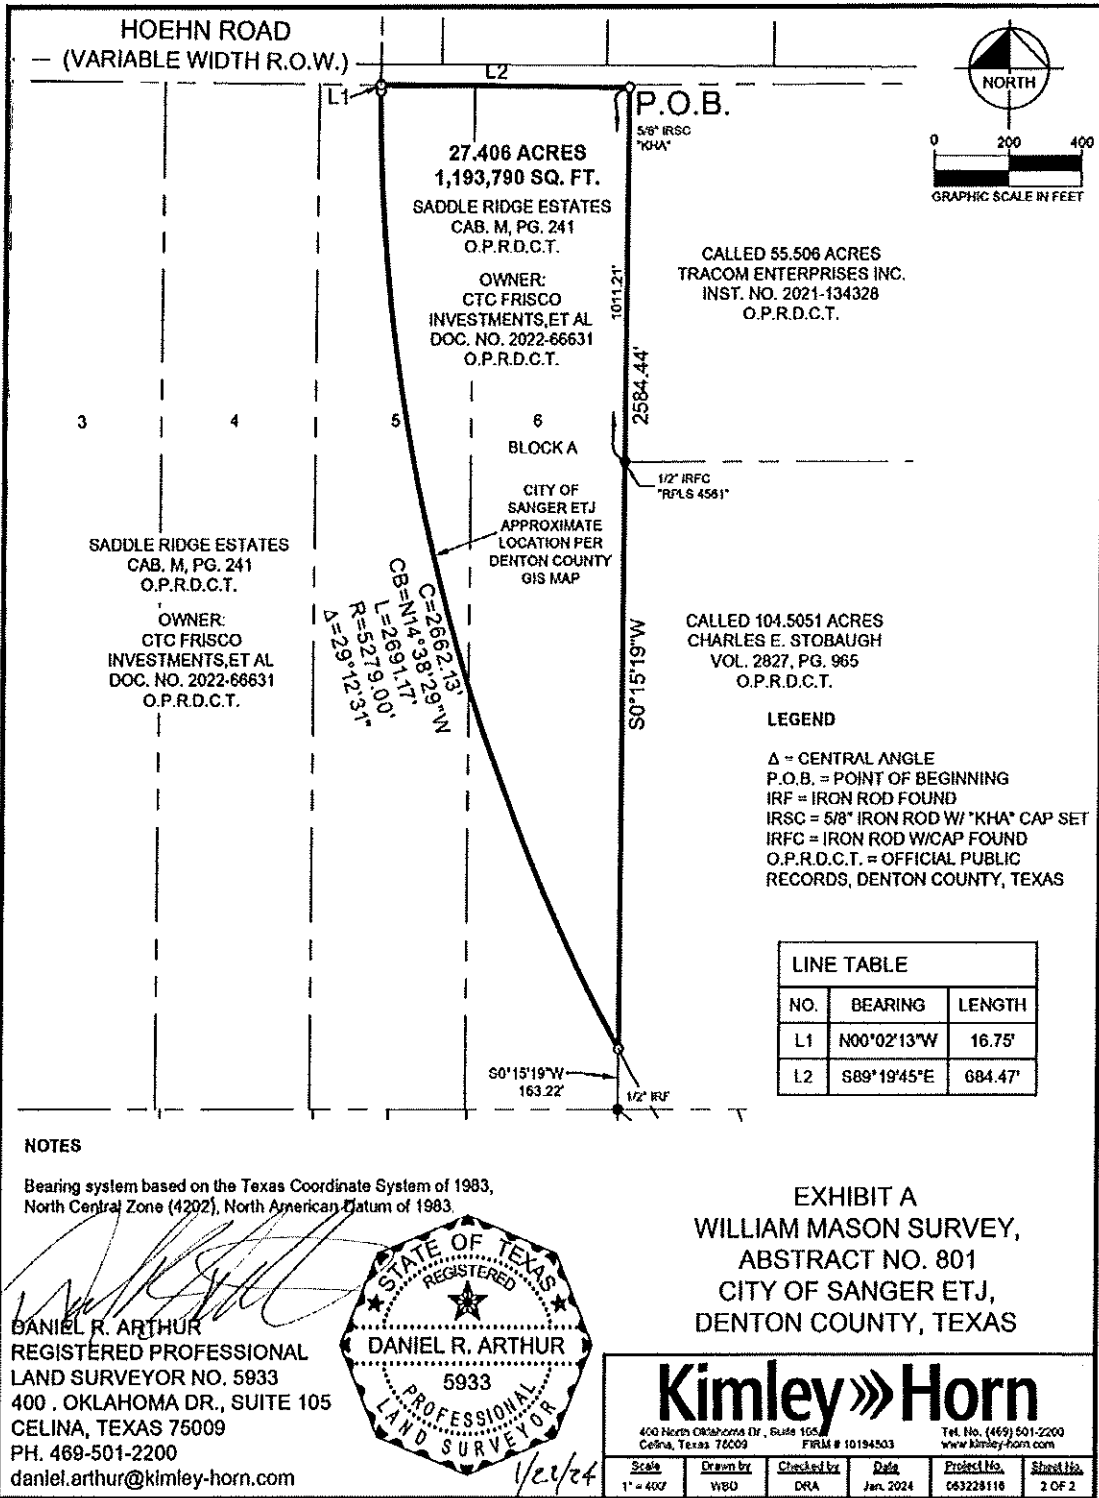 HOEHN ROAD
(VARIABLE WIDTH R.O.W.)
L2
L1
P.O.B.
5/8" IRSC
"KHA"
NORTH
0 200 400
GRAPHIC SCALE IN FEET
27.406 ACRES
1,193,790 SQ. FT.
SADDLE RIDGE ESTATES
CAB. M, PG. 241
O.P.R.D.C.T.
OWNER:
CTC FRISCO
INVESTMENTS,ET AL
DOC. NO. 2022-66631
O.P.R.D.C.T.
1011.21'
2584.44'
CALLED 55.506 ACRES
TRACOM ENTERPRISES INC.
INST. NO. 2021-134328
O.P.R.D.C.T.
3
4
5
6
BLOCK A
1/2" IRFC
"RPLS 4561"
CITY OF
SANGER ETJ
APPROXIMATE
LOCATION PER
DENTON COUNTY
GIS MAP
SADDLE RIDGE ESTATES
CAB. M, PG. 241
O.P.R.D.C.T.
OWNER:
CTC FRISCO
INVESTMENTS,ET AL
DOC. NO. 2022-66631
O.P.R.D.C.T.
C=2662.13'
CB=N14°38'29"W
L=2691.17'
R=5279.00'
Δ=29°12'31"
S0°15'19"W
CALLED 104.5051 ACRES
CHARLES E. STOBAUGH
VOL. 2827, PG. 965
O.P.R.D.C.T.
LEGEND
Δ = CENTRAL ANGLE
P.O.B. = POINT OF BEGINNING
IRF = IRON ROD FOUND
IRSC = 5/8" IRON ROD W/ "KHA" CAP SET
IRFC = IRON ROD W/CAP FOUND
O.P.R.D.C.T. = OFFICIAL PUBLIC
RECORDS, DENTON COUNTY, TEXAS
LINE TABLE
NO. BEARING LENGTH
L1 N00°02'13"W 16.75'
L2 S89°19'45"E 684.47'
S0°15'19"W
163.22'
1/2" IRF
NOTES
Bearing system based on the Texas Coordinate System of 1983,
North Central Zone (4202), North American Datum of 1983.
DANIEL R. ARTHUR
REGISTERED PROFESSIONAL
LAND SURVEYOR NO. 5933
400 . OKLAHOMA DR., SUITE 105
CELINA, TEXAS 75009
PH. 469-501-2200
daniel.arthur@kimley-horn.com
STATE OF TEXAS
REGISTERED
DANIEL R. ARTHUR
5933
PROFESSIONAL
LAND SURVEYOR
1/22/24
EXHIBIT A
WILLIAM MASON SURVEY,
ABSTRACT NO. 801
CITY OF SANGER ETJ,
DENTON COUNTY, TEXAS
Kimley»Horn
400 North Oklahoma Dr., Suite 105
Celina, Texas 75009 FIRM # 10194503
Tel. No. (469) 501-2200
www.kimley-horn.com
Scale Drawn by Checked by Date Project No. Sheet No.
1" = 400' WBD DRA Jan. 2024 063228116 2 OF 2